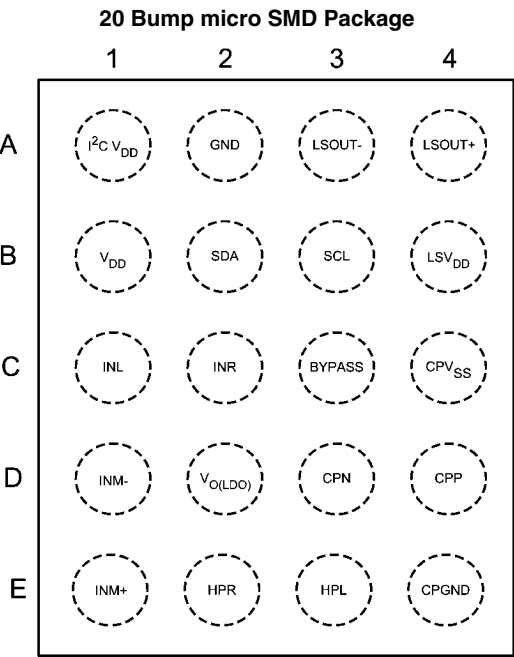 20 Bump micro SMD Package
1 2 3 4
A I²C V_DD GND LSOUT- LSOUT+
B V_DD SDA SCL LSV_DD
C INL INR BYPASS CPV_SS
D INM- V_O(LDO) CPN CPP
E INM+ HPR HPL CPGND